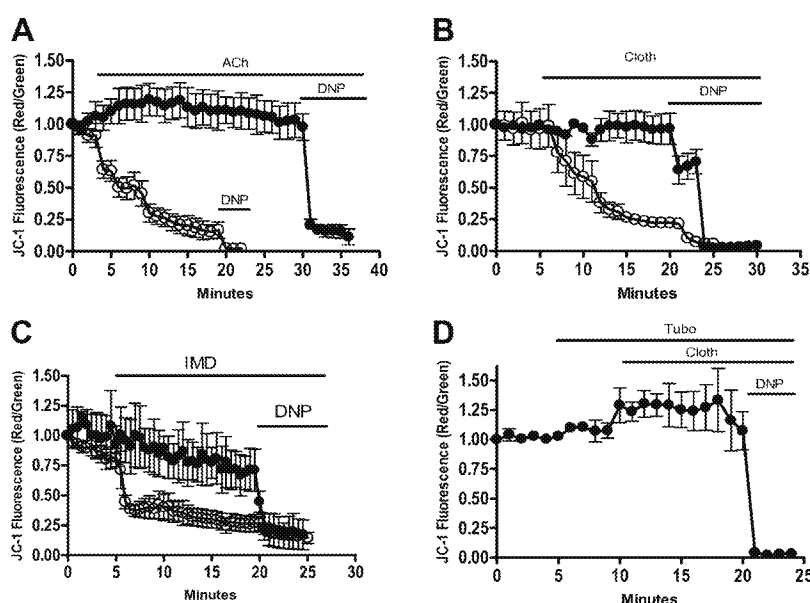 A
ACh
DNP
1.50
1.25
1.00
0.75
0.50
0.25
0.00
DNP
0 5 10 15 20 25 30 35 40
Minutes
JC-1 Fluorescence (Red/Green)
B
Cloth
DNP
1.50
1.25
1.00
0.75
0.50
0.25
0.00
0 5 10 15 20 25 30 35
Minutes
JC-1 Fluorescence (Red/Green)
C
IMD
DNP
1.50
1.25
1.00
0.75
0.50
0.25
0.00
0 5 10 15 20 25 30
Minutes
JC-1 Fluorescence (Red/Green)
D
Tubo
Cloth
DNP
1.50
1.25
1.00
0.75
0.50
0.25
0.00
0 5 10 15 20 25
Minutes
JC-1 Fluorescence (Red/Green)